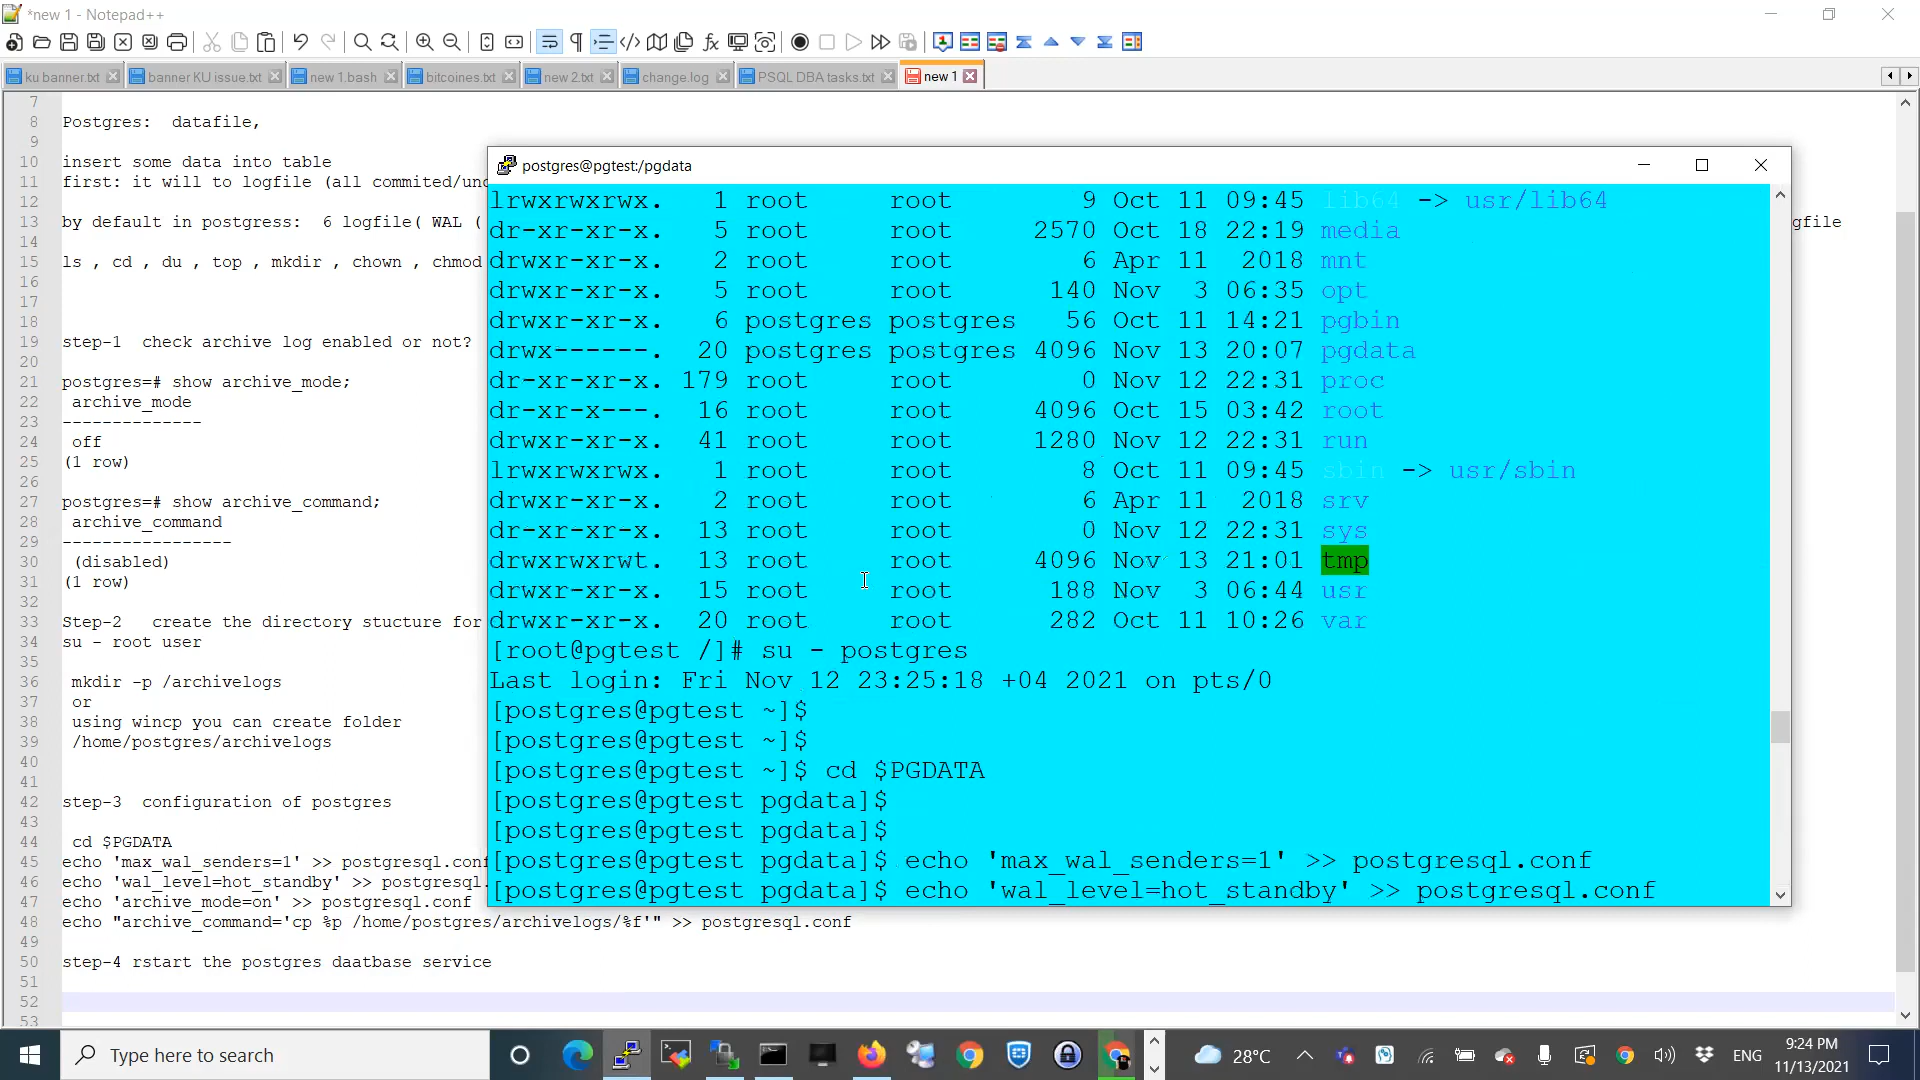 *new 1 - Notepad++
ku banner.txt
banner KU issue.txt
new 1.bash
bitcoines.txt
new 2.txt
change.log
PSQL DBA tasks.txt
new 1
7
8 Postgres:  datafile,
9
10 insert some data into table
11 first: it will to logfile (all commited/und
12
13 by default in postgress:  6 logfile( WAL ( gfile
14
15 ls , cd , du , top , mkdir , chown , chmod
16
17
18
19 step-1  check archive log enabled or not?
20
21 postgres=# show archive_mode;
22 archive_mode
23 --------------
24 off
25 (1 row)
26
27 postgres=# show archive_command;
28 archive_command
29 -----------------
30 (disabled)
31 (1 row)
32
33 Step-2   create the directory stucture for
34 su - root user
35
36 mkdir -p /archivelogs
37 or
38 using wincp you can create folder
39 /home/postgres/archivelogs
40
41
42 step-3  configuration of postgres
43
44 cd $PGDATA
45 echo 'max_wal_senders=1' >> postgresql.conf
46 echo 'wal_level=hot_standby' >> postgresql.
47 echo 'archive_mode=on' >> postgresql.conf
48 echo "archive_command='cp %p /home/postgres/archivelogs/%f'" >> postgresql.conf
49
50 step-4 rstart the postgres daatbase service
51
52
53
postgres@pgtest:/pgdata
lrwxrwxrwx.   1 root     root        9 Oct 11 09:45 lib64 -> usr/lib64
dr-xr-xr-x.   5 root     root     2570 Oct 18 22:19 media
drwxr-xr-x.   2 root     root        6 Apr 11  2018 mnt
drwxr-xr-x.   5 root     root      140 Nov  3 06:35 opt
drwxr-xr-x.   6 postgres postgres   56 Oct 11 14:21 pgbin
drwx------.  20 postgres postgres 4096 Nov 13 20:07 pgdata
dr-xr-xr-x. 179 root     root        0 Nov 12 22:31 proc
dr-xr-x---.  16 root     root     4096 Oct 15 03:42 root
drwxr-xr-x.  41 root     root     1280 Nov 12 22:31 run
lrwxrwxrwx.   1 root     root        8 Oct 11 09:45 sbin -> usr/sbin
drwxr-xr-x.   2 root     root        6 Apr 11  2018 srv
dr-xr-xr-x.  13 root     root        0 Nov 12 22:31 sys
drwxrwxrwt.  13 root     root     4096 Nov 13 21:01 tmp
drwxr-xr-x.  15 root     root      188 Nov  3 06:44 usr
drwxr-xr-x.  20 root     root      282 Oct 11 10:26 var
[root@pgtest /]# su - postgres
Last login: Fri Nov 12 23:25:18 +04 2021 on pts/0
[postgres@pgtest ~]$
[postgres@pgtest ~]$
[postgres@pgtest ~]$ cd $PGDATA
[postgres@pgtest pgdata]$
[postgres@pgtest pgdata]$
[postgres@pgtest pgdata]$ echo 'max_wal_senders=1' >> postgresql.conf
[postgres@pgtest pgdata]$ echo 'wal_level=hot_standby' >> postgresql.conf
Type here to search
28°C
ENG
9:24 PM
11/13/2021